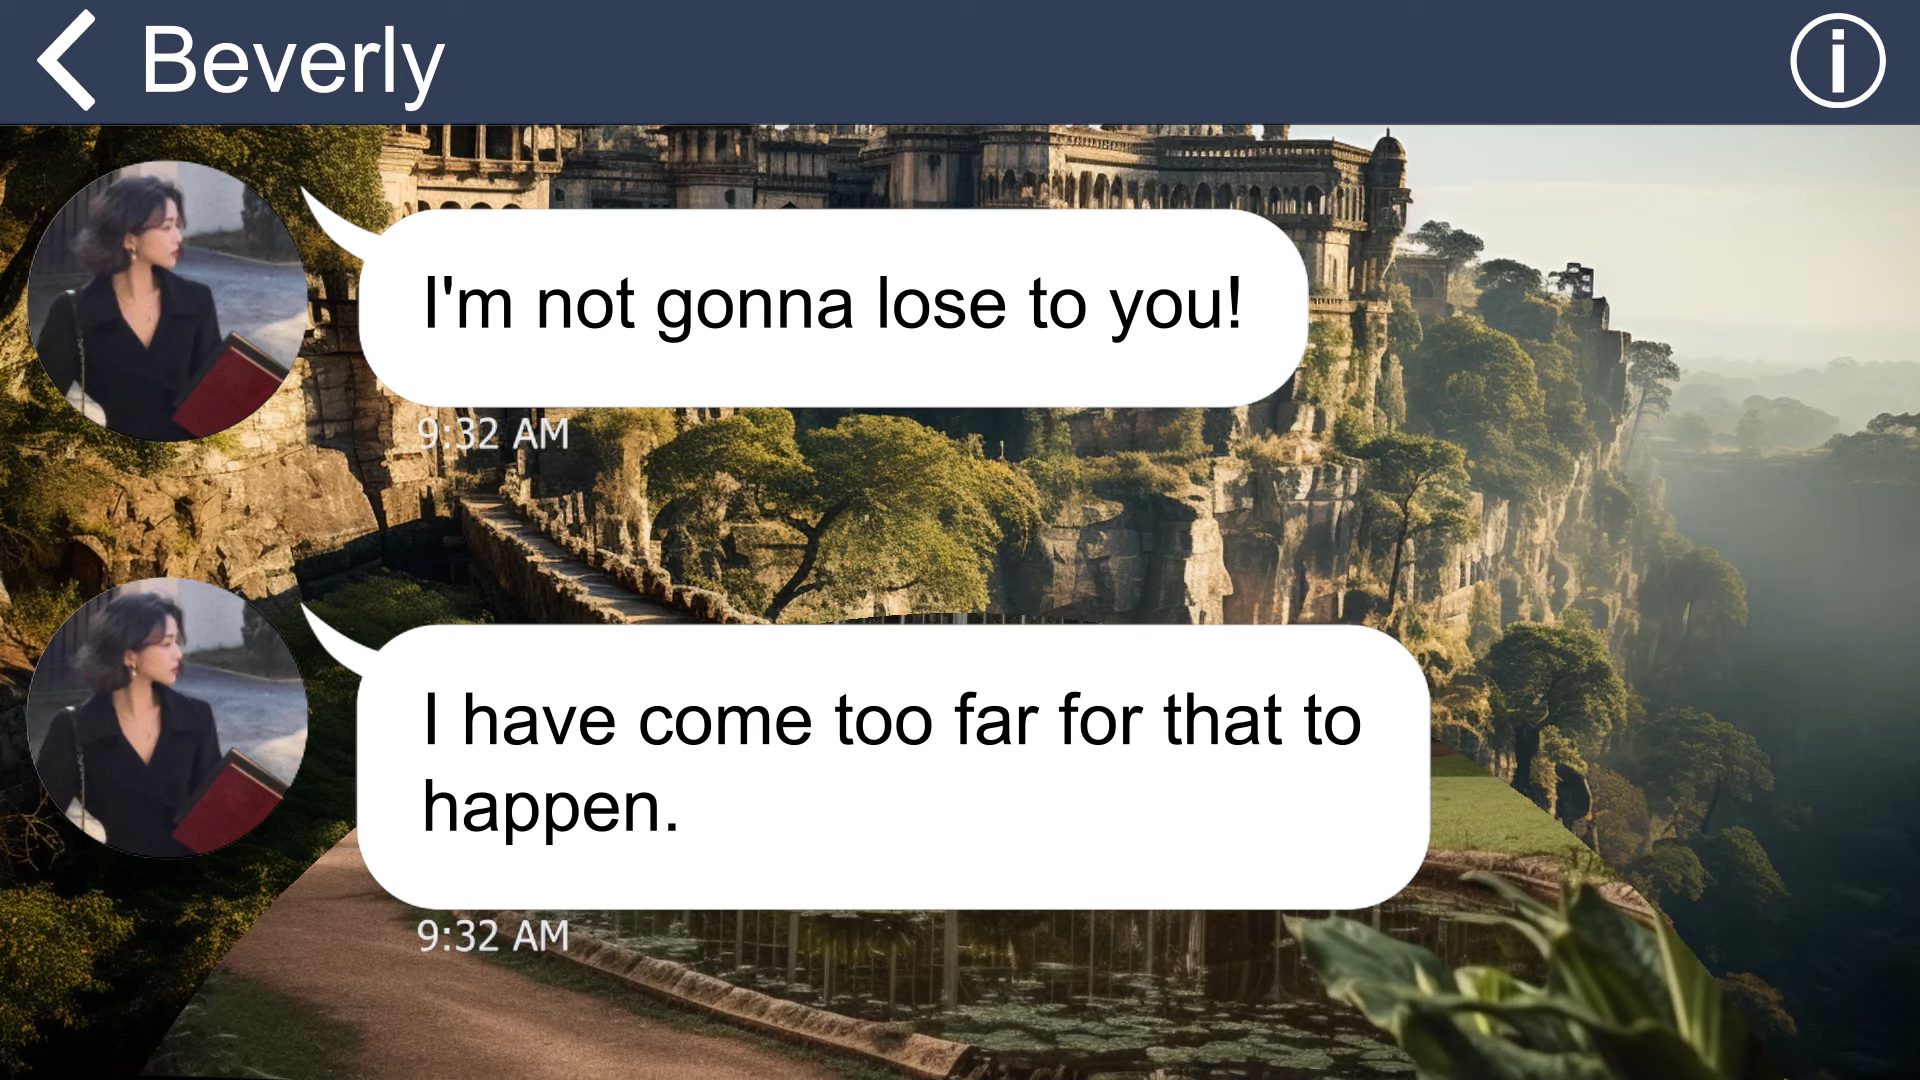 Beverly
I'm not gonna lose to you!
9:32 AM
I have come too far for that to
happen.
9:32 AM